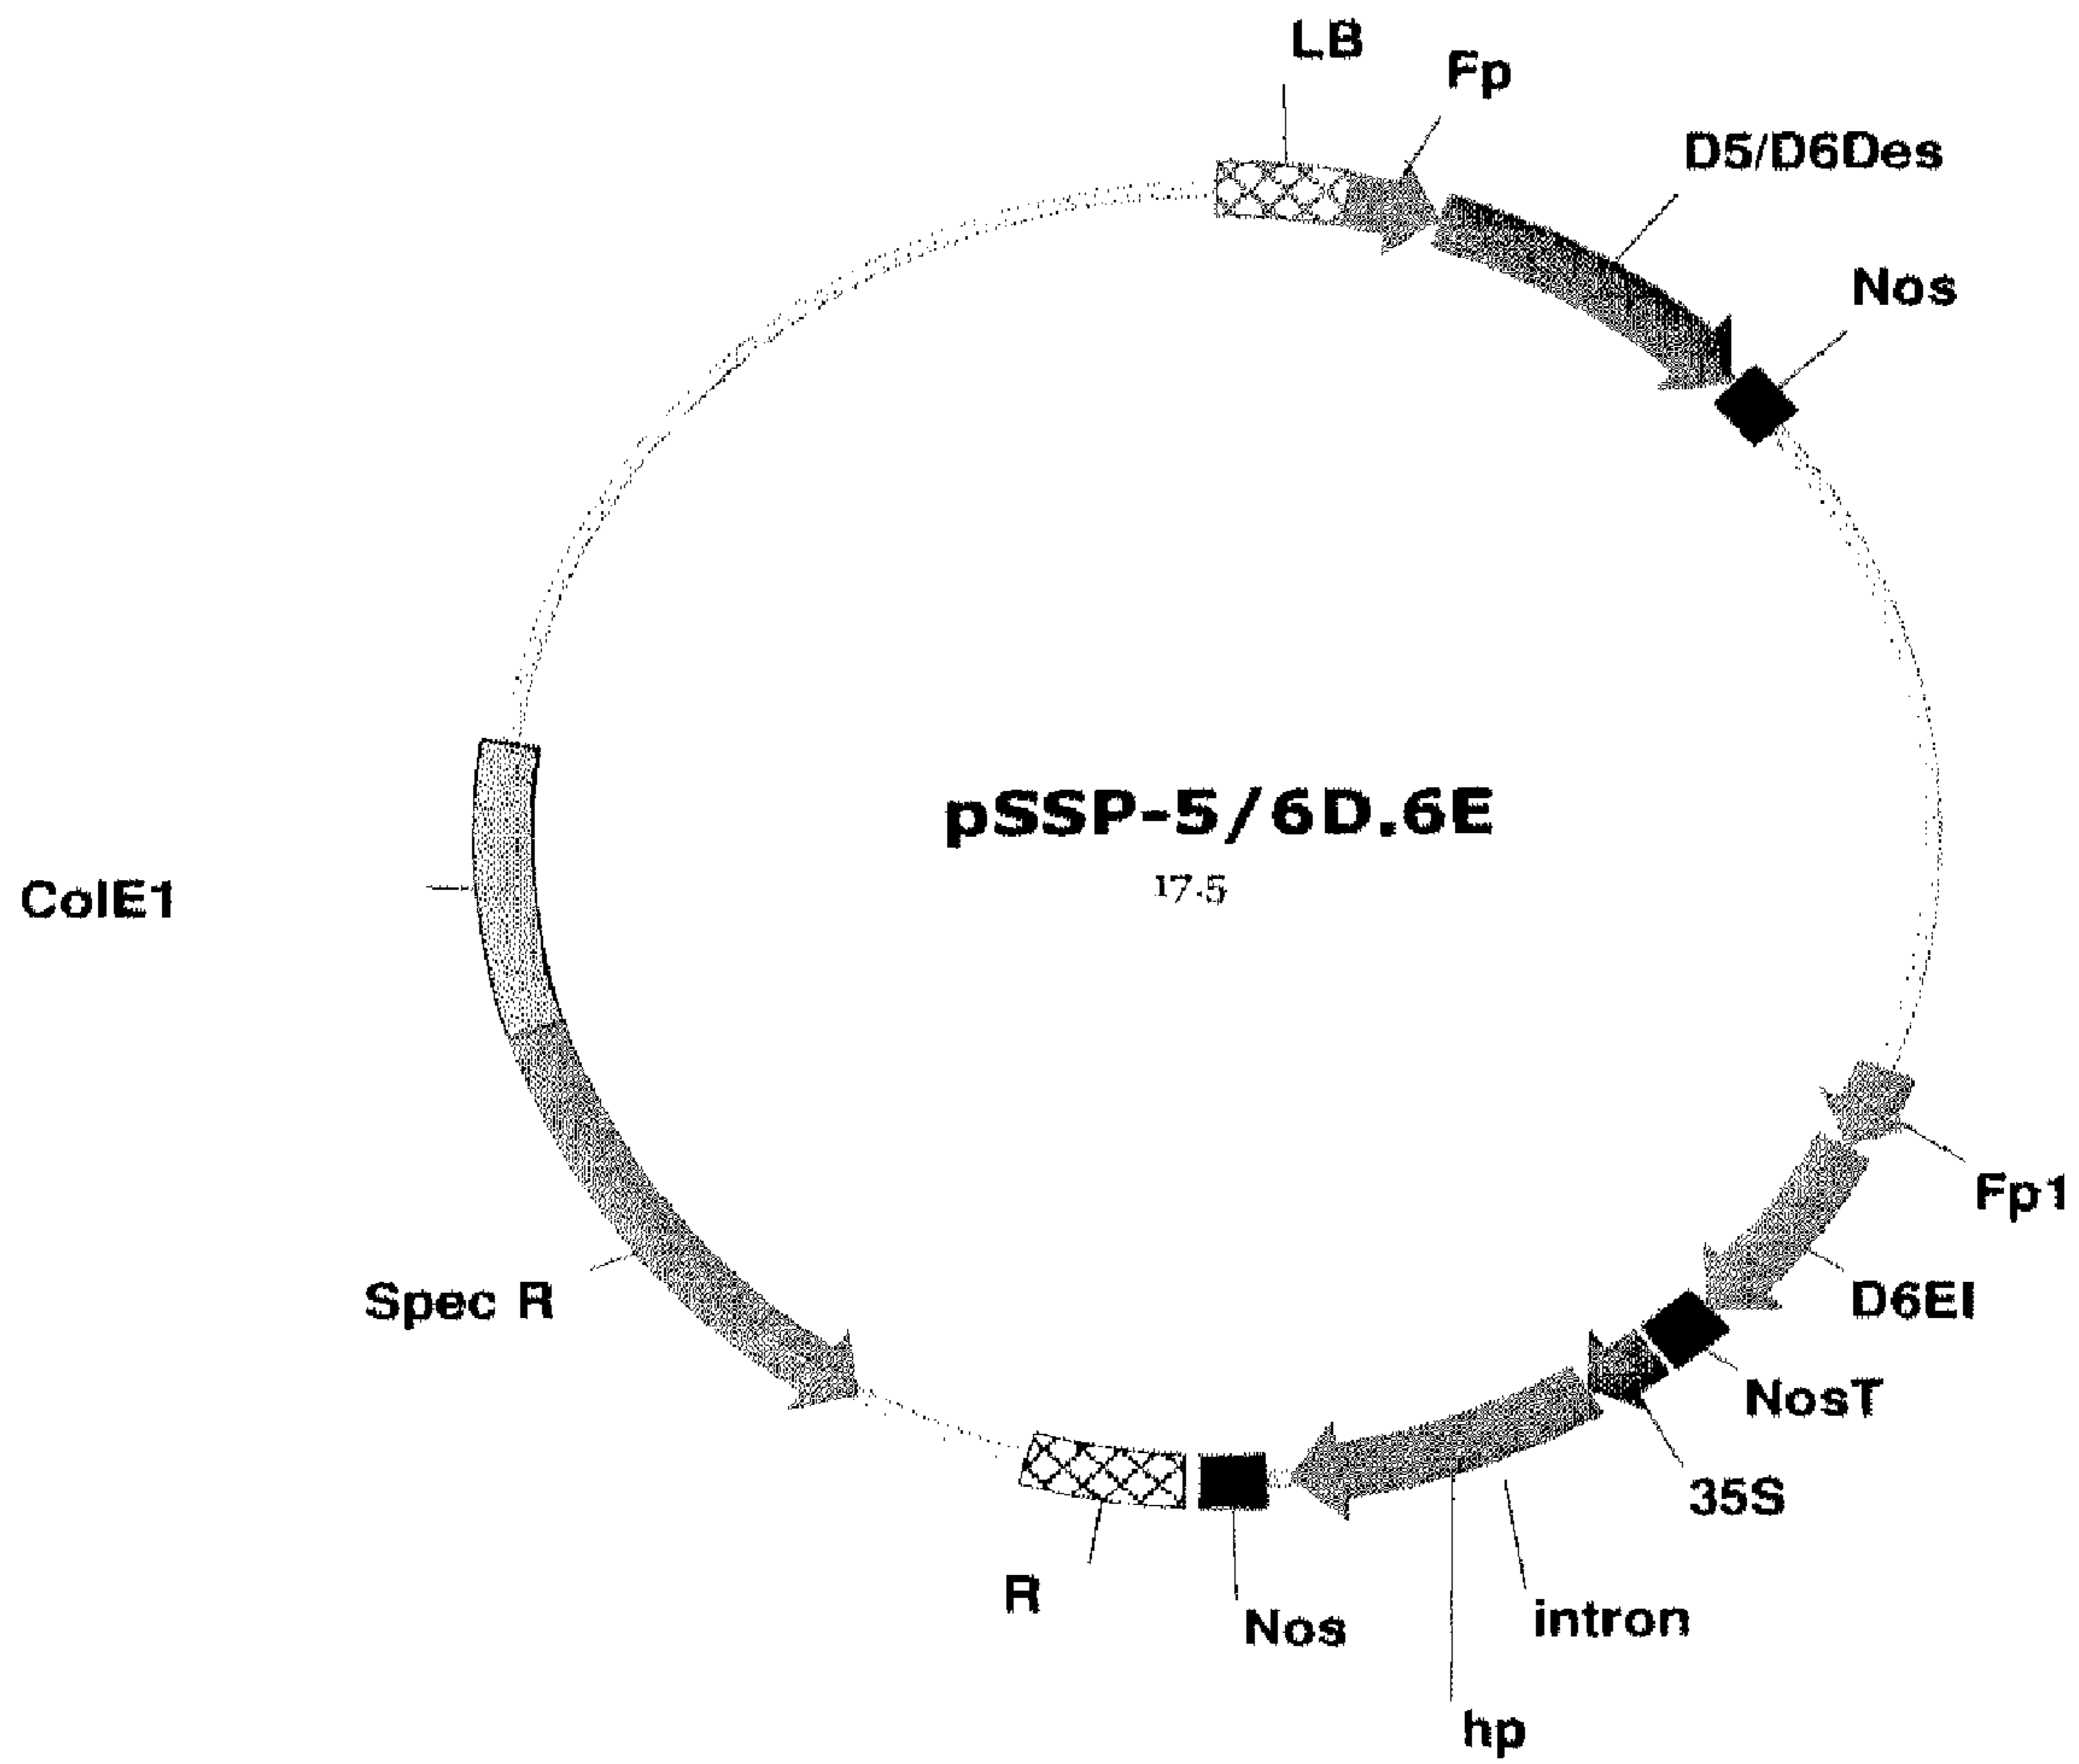 LB
Fp
D5/D6Des
Nos
pSSP-5/6D.6E
17.5
ColE1
Fp1
Spec R
D6El
NosT
35S
R
Nos
intron
hp